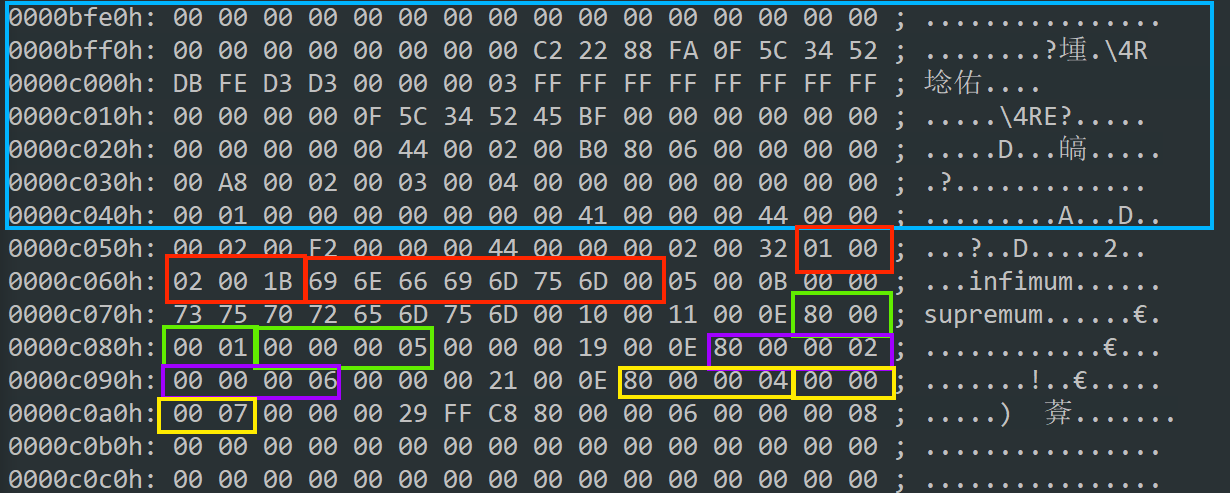 0000bfe0h: 00 00 00 00 00 00 00 00 00 00 00 00 00 00 00 00 ; ................
0000bff0h: 00 00 00 00 00 00 00 00 C2 22 88 FA 0F 5C 34 52 ; ........?墐.\4R
0000c000h: DB FE D3 D3 00 00 00 03 FF FF FF FF FF FF FF FF ; 埝佑....
0000c010h: 00 00 00 00 0F 5C 34 52 45 BF 00 00 00 00 00 00 ; .....\4RE?.....
0000c020h: 00 00 00 00 00 44 00 02 00 B0 80 06 00 00 00 00 ; .....D...皜.....
0000c030h: 00 A8 00 02 00 03 00 04 00 00 00 00 00 00 00 00 ; .?.............
0000c040h: 00 01 00 00 00 00 00 00 00 41 00 00 00 44 00 00 ; .........A...D..
0000c050h: 00 02 00 F2 00 00 00 44 00 00 00 02 00 32 01 00 ; ...?..D.....2..
0000c060h: 02 00 1B 69 6E 66 69 6D 75 6D 00 05 00 0B 00 00 ; ...infimum......
0000c070h: 73 75 70 72 65 6D 75 6D 00 10 00 11 00 0E 80 00 ; supremum......€.
0000c080h: 00 01 00 00 00 05 00 00 00 19 00 0E 80 00 00 02 ; ............€...
0000c090h: 00 00 00 06 00 00 00 21 00 0E 80 00 00 04 00 00 ; .......!..€.....
0000c0a0h: 00 07 00 00 00 29 FF C8 80 00 00 06 00 00 00 08 ; .....) 葊.......
0000c0b0h: 00 00 00 00 00 00 00 00 00 00 00 00 00 00 00 00 ; ................
0000c0c0h: 00 00 00 00 00 00 00 00 00 00 00 00 00 00 00 00 ; ................